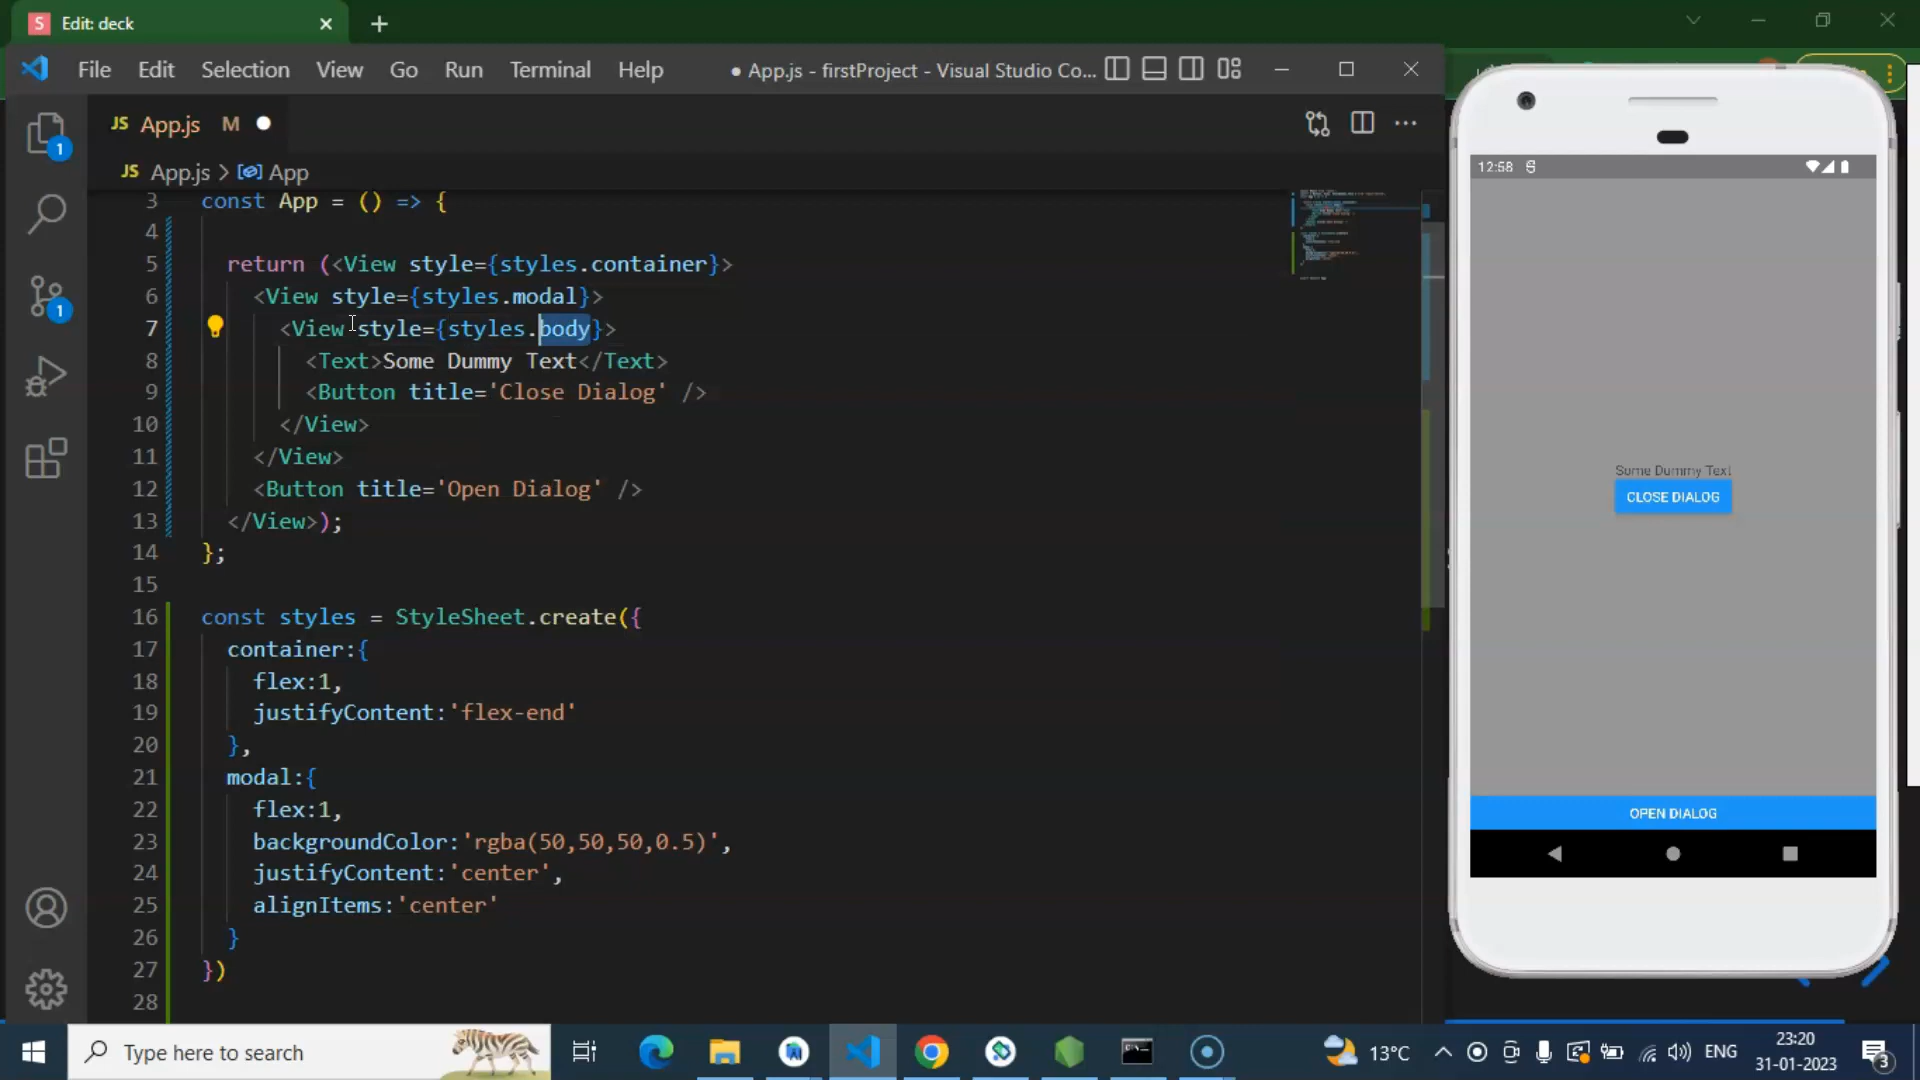 S Edit: deck
File Edit Selection View Go Run Terminal Help ● App.js - firstProject - Visual Studio Co...
JS App.js M
JS App.js > App
3 const App = () => {
4
5 return (<View style={styles.container}>
6 <View style={styles.modal}>
7 <View style={styles.body}>
8 <Text>Some Dummy Text</Text>
9 <Button title='Close Dialog' />
10 </View>
11 </View>
12 <Button title='Open Dialog' />
13 </View>);
14 };
15
16 const styles = StyleSheet.create({
17 container:{
18 flex:1,
19 justifyContent:'flex-end'
20 },
21 modal:{
22 flex:1,
23 backgroundColor:'rgba(50,50,50,0.5)',
24 justifyContent:'center',
25 alignItems:'center'
26 }
27 })
28
1
1
12:58
Some Dummy Text
CLOSE DIALOG
OPEN DIALOG
Type here to search
13°C
ENG
23:20
31-01-2023
3